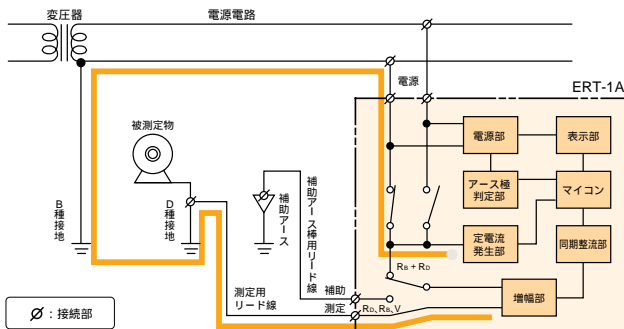 変圧器
電源電路
電源
ERT-1A
被測定物
電源部
表示部
アース極
判定部
マイコン
定電流
発生部
同期整流部
増幅部
B種接地
D種接地
補助アース
補助アース棒用リード線
RB + RD
測定用
リード線
補助
測定
RD、RB、V
: 接続部